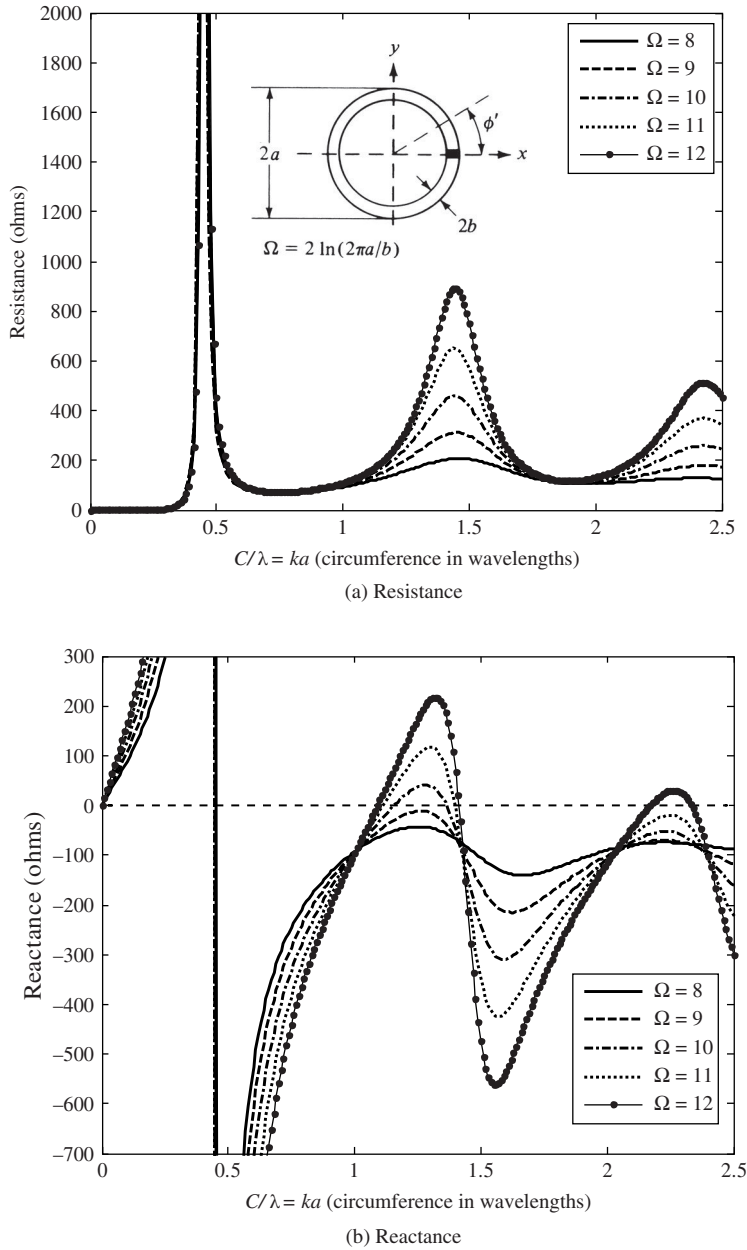 Resistance (ohms)
2000
1800
1600
1400
1200
1000
800
600
400
200
0
y
x
ϕ′
2a
2b
Ω = 2 ln(2πa/b)
Ω = 8
Ω = 9
Ω = 10
Ω = 11
Ω = 12
0 0.5 1 1.5 2 2.5
C/λ = ka (circumference in wavelengths)
(a) Resistance
Reactance (ohms)
300
200
100
0
–100
–200
–300
–400
–500
–600
–700
Ω = 8
Ω = 9
Ω = 10
Ω = 11
Ω = 12
0 0.5 1 1.5 2 2.5
C/λ = ka (circumference in wavelengths)
(b) Reactance